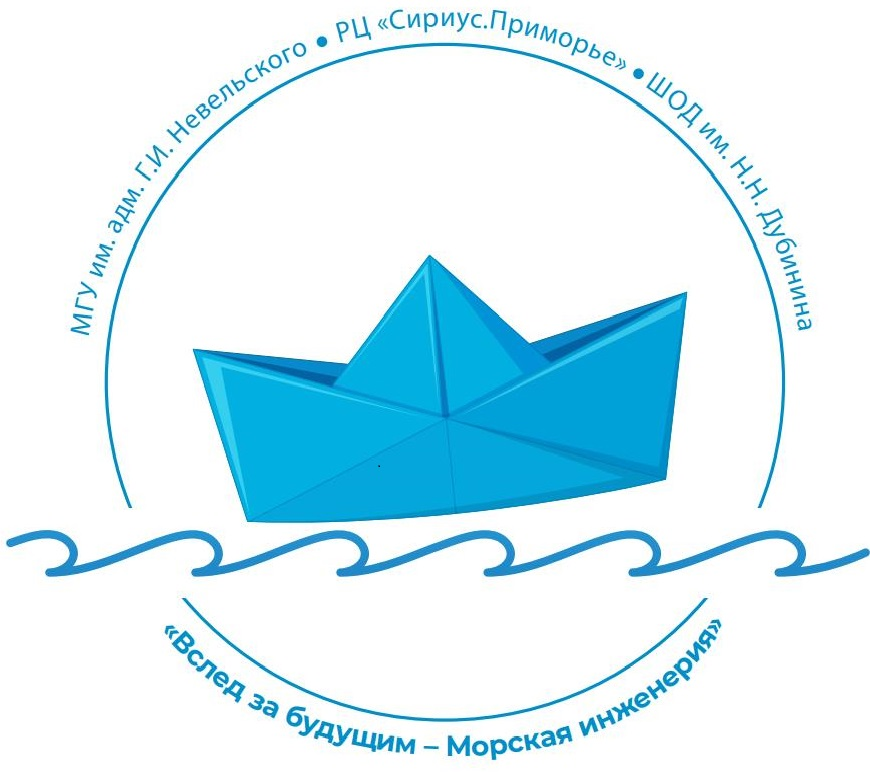 МГУ им. адм. Г.И. Невельского • РЦ «Сириус.Приморье» • ШОД им. Н.Н. Дубинина
«Вслед за будущим – Морская инженерия»